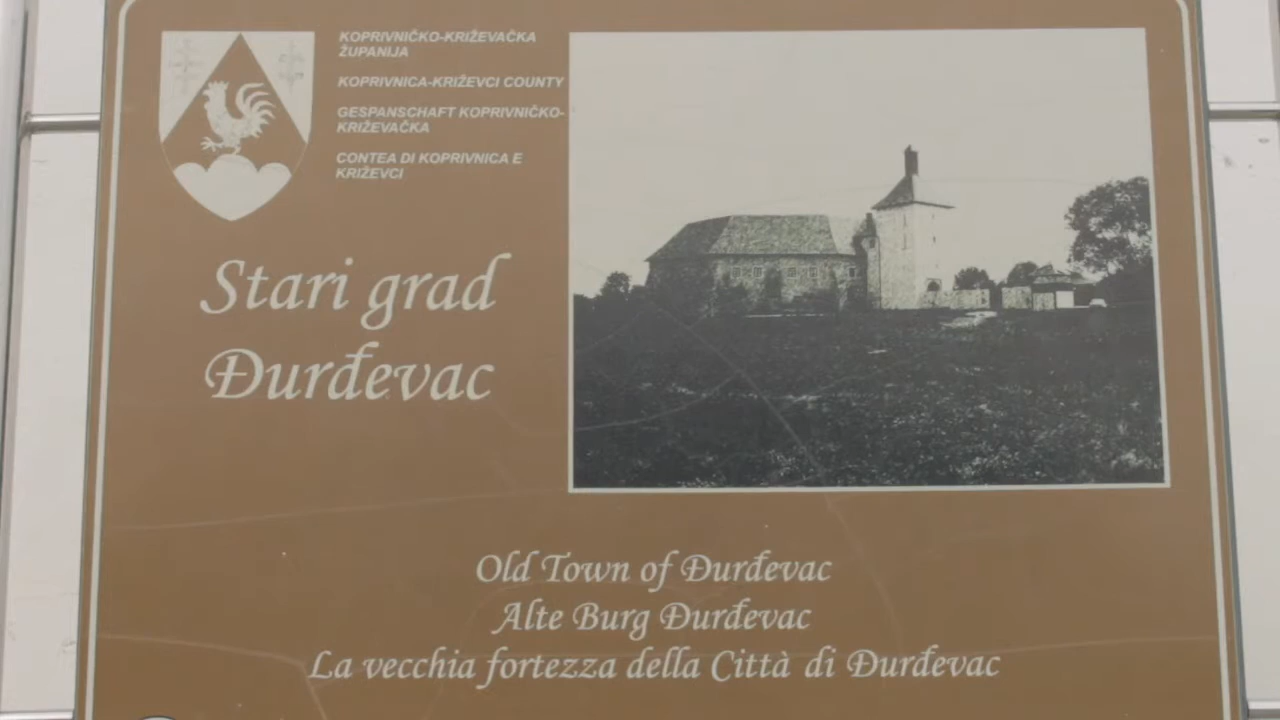 KOPRIVNIČKO-KRIŽEVAČKA
ŽUPANIJA
KOPRIVNICA-KRIŽEVCI COUNTY
GESPANSCHAFT KOPRIVNIČKO-
KRIŽEVAČKA
CONTEA DI KOPRIVNICA E
KRIŽEVCI
Stari grad
Đurđevac
Old Town of Đurđevac
Alte Burg Đurđevac
La vecchia fortezza della Città di Đurđevac